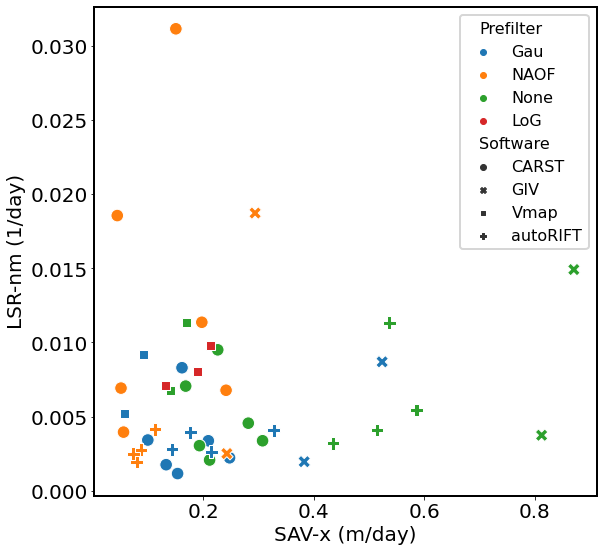 Prefilter
Gau
NAOF
None
LoG
Software
CARST
GIV
Vmap
autoRIFT
LSR-nm (1/day)
0.030
0.025
0.020
0.015
0.010
0.005
0.000
0.2 0.4 0.6 0.8
SAV-x (m/day)